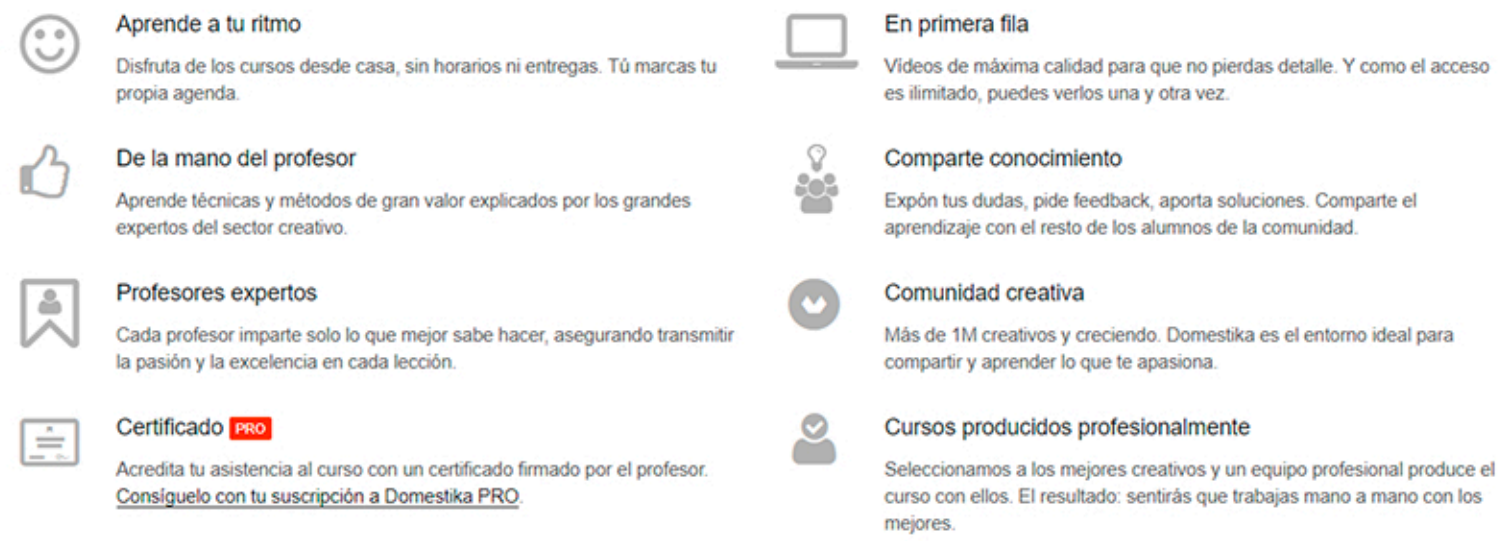 Aprende a tu ritmo
Disfruta de los cursos desde casa, sin horarios ni entregas. Tú marcas tu
propia agenda.
En primera fila
Vídeos de máxima calidad para que no pierdas detalle. Y como el acceso
es ilimitado, puedes verlos una y otra vez.
De la mano del profesor
Aprende técnicas y métodos de gran valor explicados por los grandes
expertos del sector creativo.
Comparte conocimiento
Expón tus dudas, pide feedback, aporta soluciones. Comparte el
aprendizaje con el resto de los alumnos de la comunidad.
Profesores expertos
Cada profesor imparte solo lo que mejor sabe hacer, asegurando transmitir
la pasión y la excelencia en cada lección.
Comunidad creativa
Más de 1M creativos y creciendo. Domestika es el entorno ideal para
compartir y aprender lo que te apasiona.
Certificado PRO
Acredita tu asistencia al curso con un certificado firmado por el profesor.
Consíguelo con tu suscripción a Domestika PRO.
Cursos producidos profesionalmente
Seleccionamos a los mejores creativos y un equipo profesional produce el
curso con ellos. El resultado: sentirás que trabajas mano a mano con los
mejores.